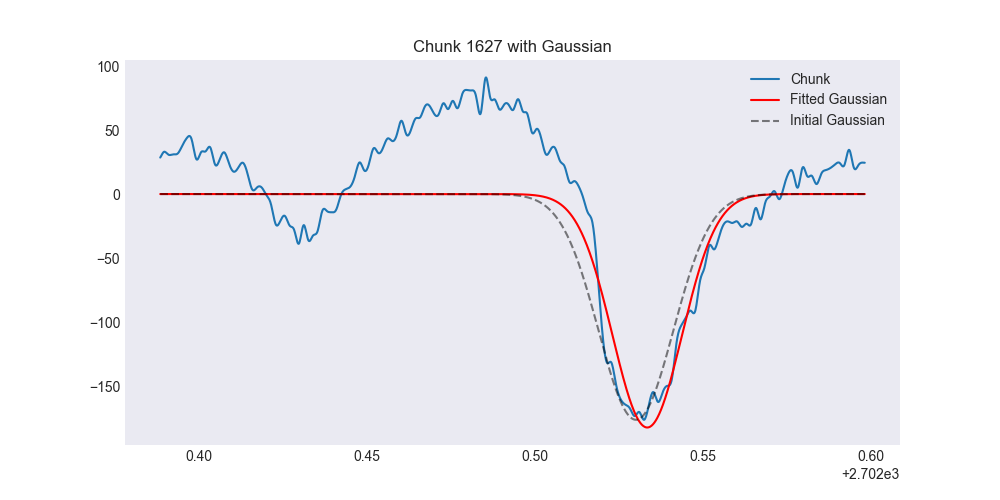 Chunk 1627 with Gaussian
Chunk
Fitted Gaussian
Initial Gaussian
100
50
0
−50
−100
−150
0.40 0.45 0.50 0.55 0.60
+2.702e3